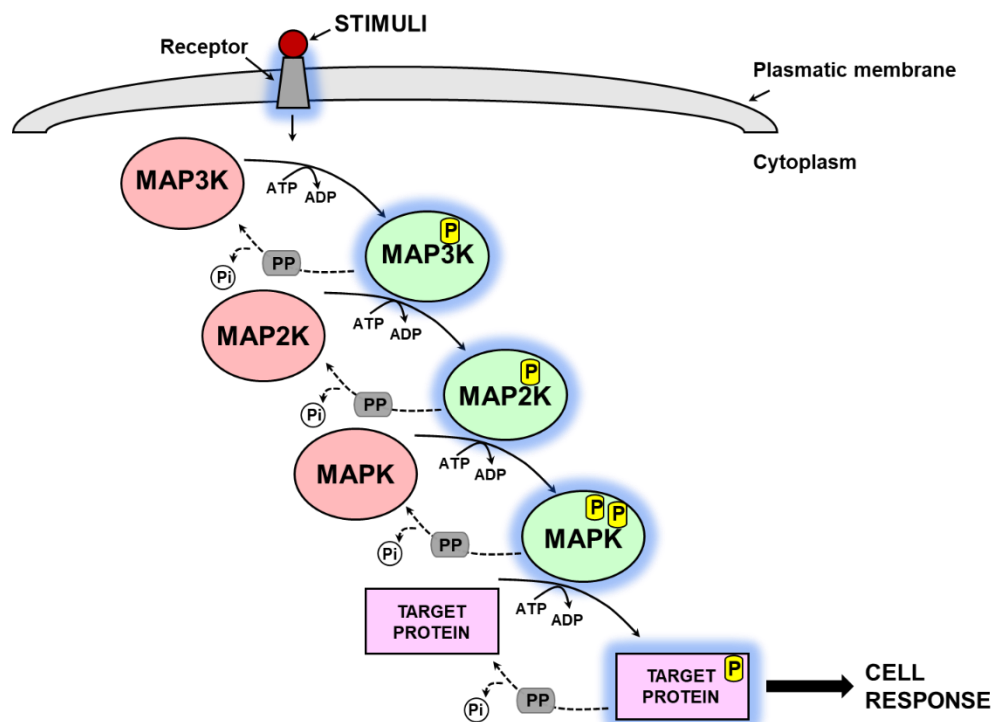 STIMULI
Receptor
Plasmatic membrane
Cytoplasm
MAP3K
ATP
ADP
P
MAP3K
PP
Pi
MAP2K
ATP
ADP
P
MAP2K
PP
Pi
MAPK
ATP
ADP
P
P
MAPK
PP
Pi
TARGET
PROTEIN
ATP
ADP
P
TARGET
PROTEIN
CELL
RESPONSE
PP
Pi